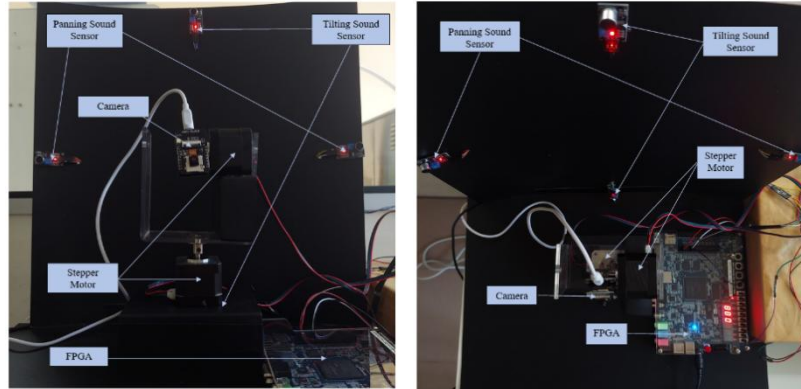 Panning Sound
Sensor
Tilting Sound
Sensor
Camera
Stepper
Motor
FPGA
Panning Sound
Sensor
Tilting Sound
Sensor
Stepper
Motor
Camera
FPGA